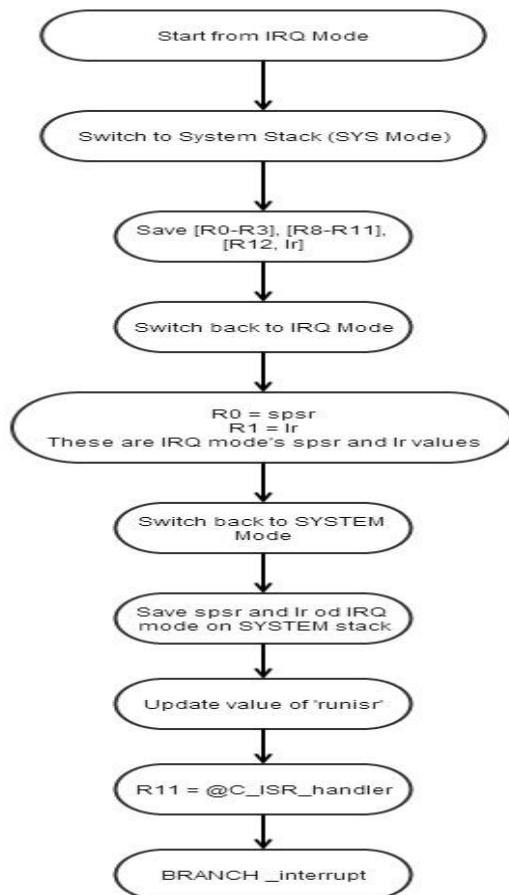 Start from IRQ Mode
Switch to System Stack (SYS Mode)
Save [R0-R3], [R8-R11],
[R12, lr]
Switch back to IRQ Mode
R0 = spsr
R1 = lr
These are IRQ mode's spsr and lr values
Switch back to SYSTEM
Mode
Save spsr and lr od IRQ
mode on SYSTEM stack
Update value of 'runisr'
R11 = @C_ISR_handler
BRANCH _interrupt